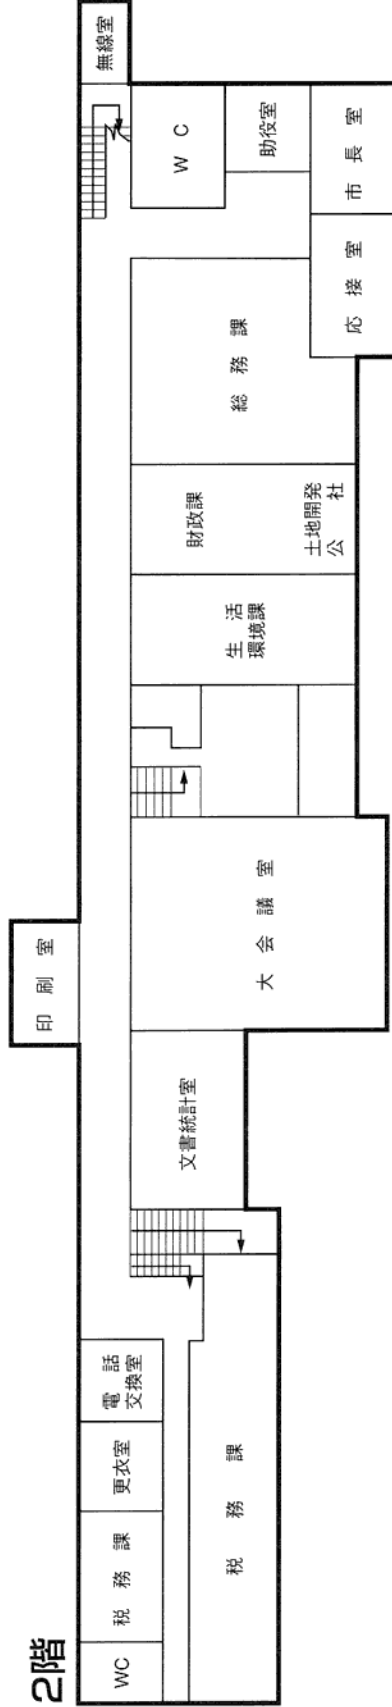 2階
WC
税務課
更衣室
電話
交換室
税務課
文書統計室
印刷室
大会議室
生活
環境課
財政課
土地開発
公社
総務課
応接室
市長室
助役室
WC
無線室